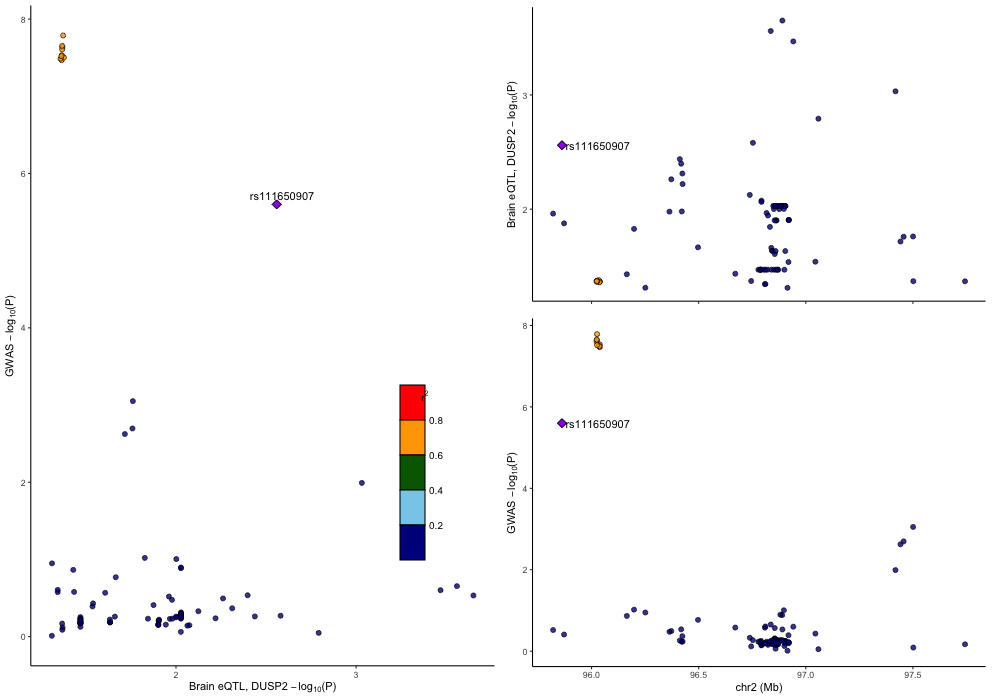 8
6
4
2
0
GWAS − log10(P)
rs111650907
r2
0.8
0.6
0.4
0.2
2
3
Brain eQTL, DUSP2 − log10(P)
3
2
Brain eQTL, DUSP2 − log10(P)
rs111650907
8
6
4
2
0
GWAS − log10(P)
rs111650907
96.0
96.5
97.0
97.5
chr2 (Mb)